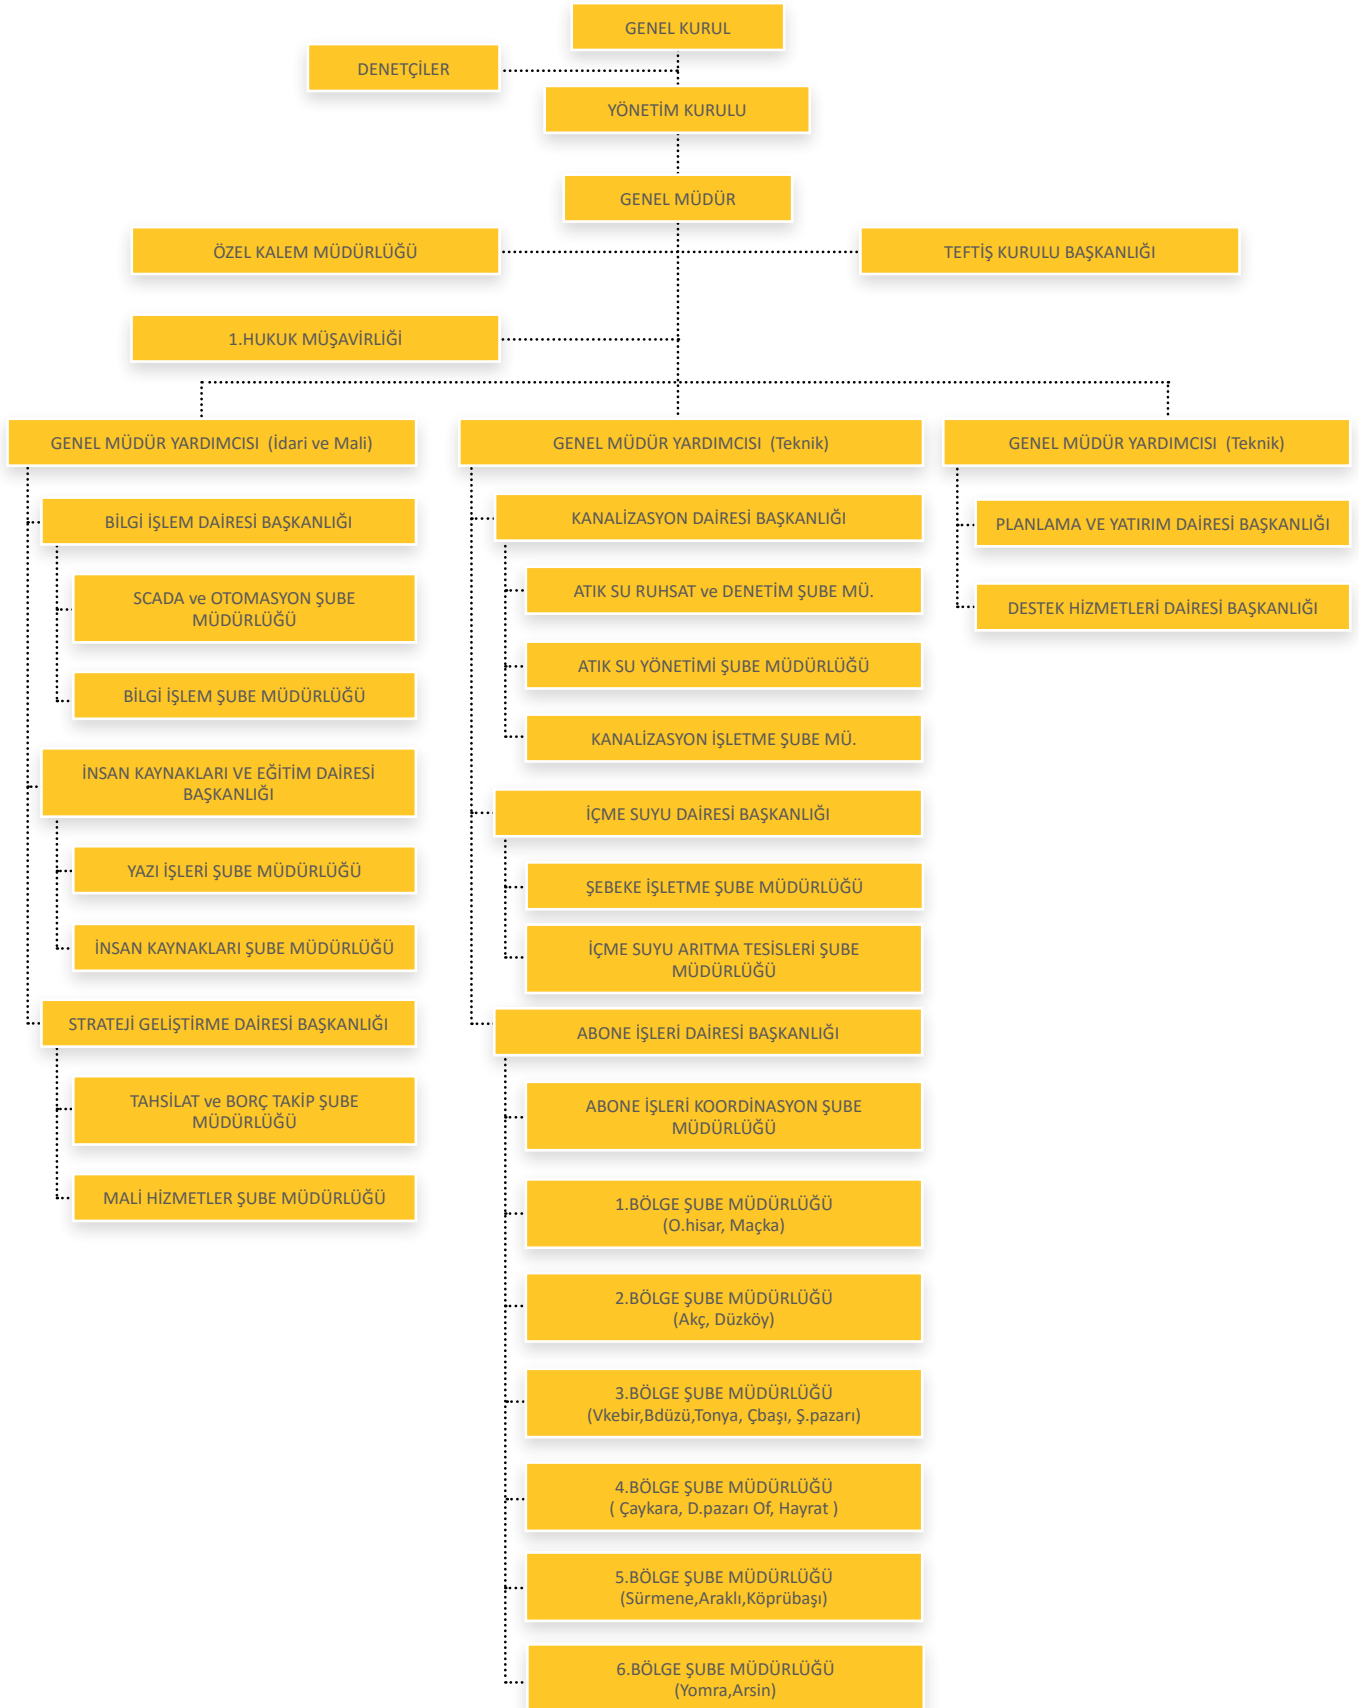 GENEL KURUL
DENETÇİLER
YÖNETİM KURULU
GENEL MÜDÜR
ÖZEL KALEM MÜDÜRLÜĞÜ
TEFTİŞ KURULU BAŞKANLIĞI
1.HUKUK MÜŞAVİRLİĞİ
GENEL MÜDÜR YARDIMCISI (İdari ve Mali)
BİLGİ İŞLEM DAİRESİ BAŞKANLIĞI
SCADA ve OTOMASYON ŞUBE
MÜDÜRLÜĞÜ
BİLGİ İŞLEM ŞUBE MÜDÜRLÜĞÜ
İNSAN KAYNAKLARI VE EĞİTİM DAİRESİ
BAŞKANLIĞI
YAZI İŞLERİ ŞUBE MÜDÜRLÜĞÜ
İNSAN KAYNAKLARI ŞUBE MÜDÜRLÜĞÜ
STRATEJİ GELİŞTİRME DAİRESİ BAŞKANLIĞI
TAHSİLAT ve BORÇ TAKİP ŞUBE
MÜDÜRLÜĞÜ
MALİ HİZMETLER ŞUBE MÜDÜRLÜĞÜ
GENEL MÜDÜR YARDIMCISI (Teknik)
KANALİZASYON DAİRESİ BAŞKANLIĞI
ATIK SU RUHSAT ve DENETİM ŞUBE MÜ.
ATIK SU YÖNETİMİ ŞUBE MÜDÜRLÜĞÜ
KANALİZASYON İŞLETME ŞUBE MÜ.
İÇME SUYU DAİRESİ BAŞKANLIĞI
ŞEBEKE İŞLETME ŞUBE MÜDÜRLÜĞÜ
İÇME SUYU ARITMA TESİSLERİ ŞUBE
MÜDÜRLÜĞÜ
ABONE İŞLERİ DAİRESİ BAŞKANLIĞI
ABONE İŞLERİ KOORDİNASYON ŞUBE
MÜDÜRLÜĞÜ
1.BÖLGE ŞUBE MÜDÜRLÜĞÜ
(O.hisar, Maçka)
2.BÖLGE ŞUBE MÜDÜRLÜĞÜ
(Akç, Düzköy)
3.BÖLGE ŞUBE MÜDÜRLÜĞÜ
(Vkebir,Bdüzü,Tonya, Çbaşı, Ş.pazarı)
4.BÖLGE ŞUBE MÜDÜRLÜĞÜ
( Çaykara, D.pazarı Of, Hayrat )
5.BÖLGE ŞUBE MÜDÜRLÜĞÜ
(Sürmene,Araklı,Köprübaşı)
6.BÖLGE ŞUBE MÜDÜRLÜĞÜ
(Yomra,Arsin)
GENEL MÜDÜR YARDIMCISI (Teknik)
PLANLAMA VE YATIRIM DAİRESİ BAŞKANLIĞI
DESTEK HİZMETLERİ DAİRESİ BAŞKANLIĞI